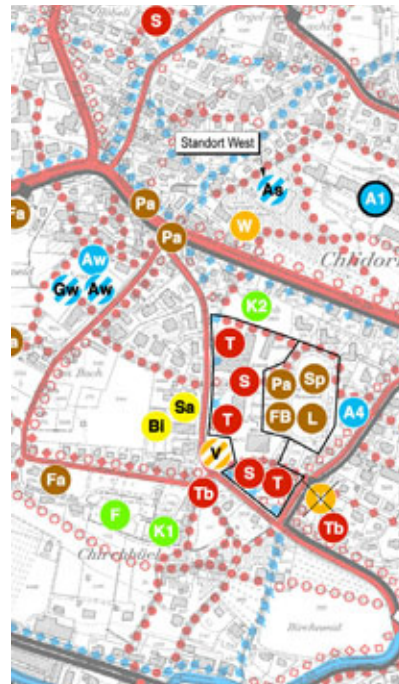 S
Standort West
As
A1
Pa
Fa
W
Pa
Chlidorf
Aw
Gw
Aw
K2
T
Pa
Sp
S
Buch
Sa
FB
L
A4
T
Bl
V
S
T
Fa
Tb
F
K1
Tb
Chirchbüel